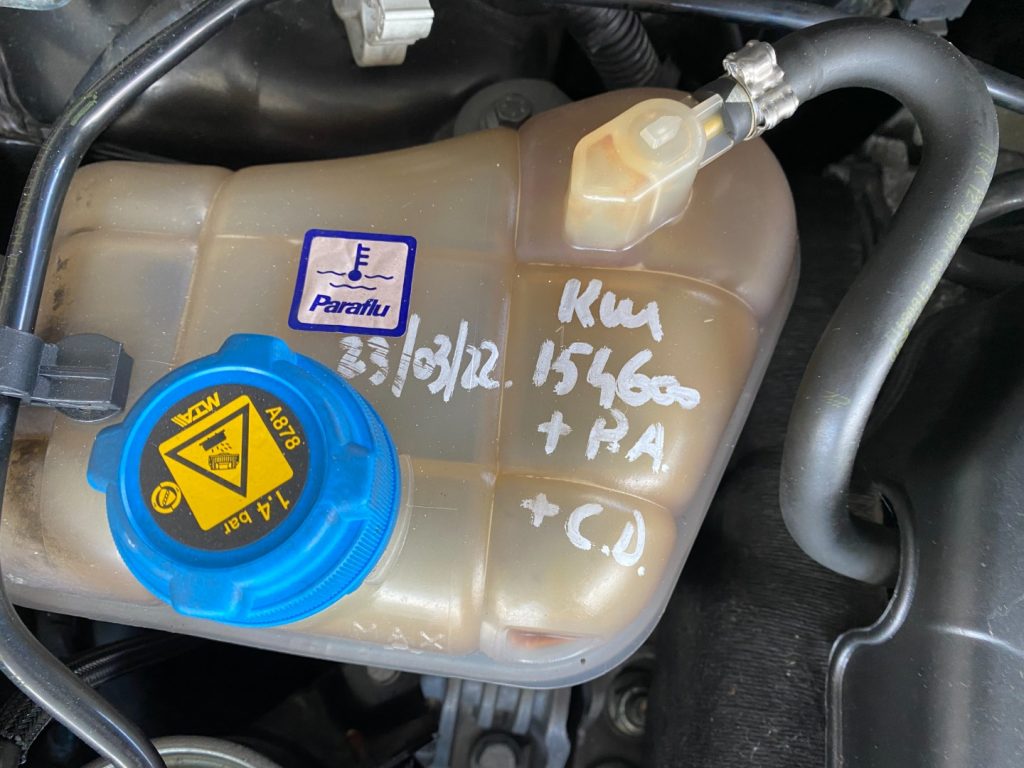 Paraflu
23/03/22.
Km
154600
+ P.A.
+ C.D.
A878
1.4 bar
MAX